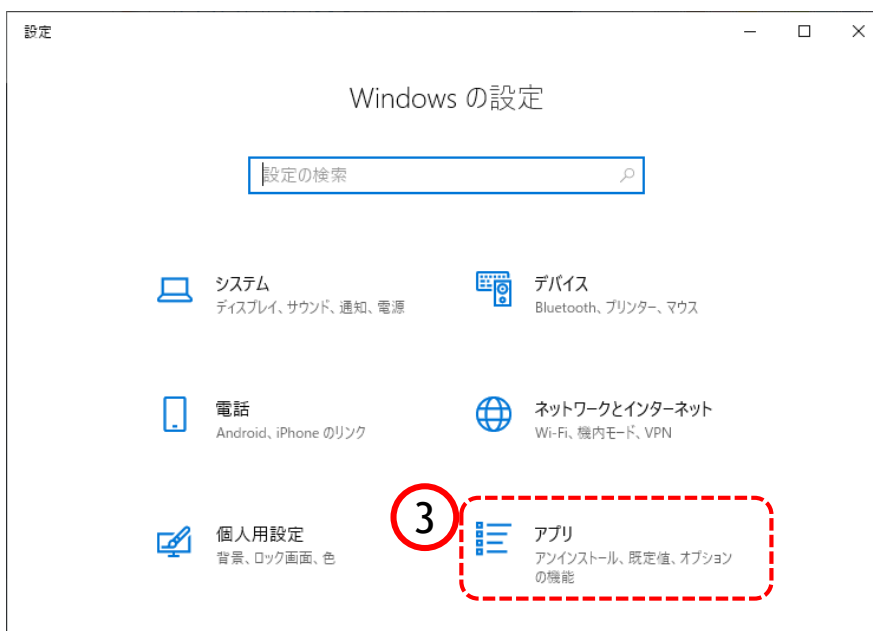 設定
Windows の設定
設定の検索
システム
ディスプレイ、サウンド、通知、電源
デバイス
Bluetooth、プリンター、マウス
電話
Android、iPhone のリンク
ネットワークとインターネット
Wi-Fi、機内モード、VPN
個人用設定
背景、ロック画面、色
3
アプリ
アンインストール、既定値、オプション
の機能